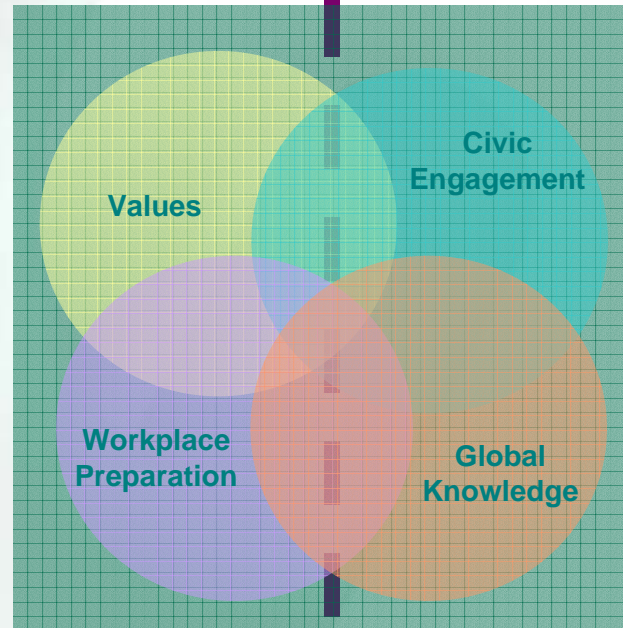 Values
Civic
Engagement
Workplace
Preparation
Global
Knowledge